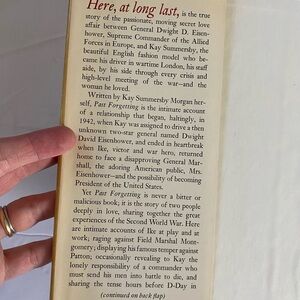 Here, at long last, is the true
story of the passionate, moving secret love
affair between General Dwight D. Eisen-
hower, Supreme Commander of the Allied
Forces in Europe, and Kay Summersby, the
beautiful English fashion model who be-
came his driver in wartime London, his staff
aide, by his side through every crisis and
high-level meeting of the war—and the
woman he loved.
Written by Kay Summersby Morgan her-
self, Past Forgetting is the intimate account
of a relationship that began, haltingly, in
1942, when Kay was assigned to drive a then
unknown two-star general named Dwight
David Eisenhower, and ended in heartbreak
when Ike, victor and war hero, returned
home to face a disapproving General Mar-
shall, the adoring American public, Mrs.
Eisenhower—and the possibility of becoming
President of the United States.
Yet Past Forgetting is never a bitter or
malicious book; it is the story of two people
deeply in love, sharing together the great
experiences of the Second World War. Here
are intimate accounts of Ike at play and at
work; raging against Field Marshal Mont-
gomery; displaying his famous temper against
Patton; occasionally revealing to Kay the
lonely responsibility of a commander who
must send his men into battle to die, and
sharing the tense hours before D-Day in
(continued on back flap)